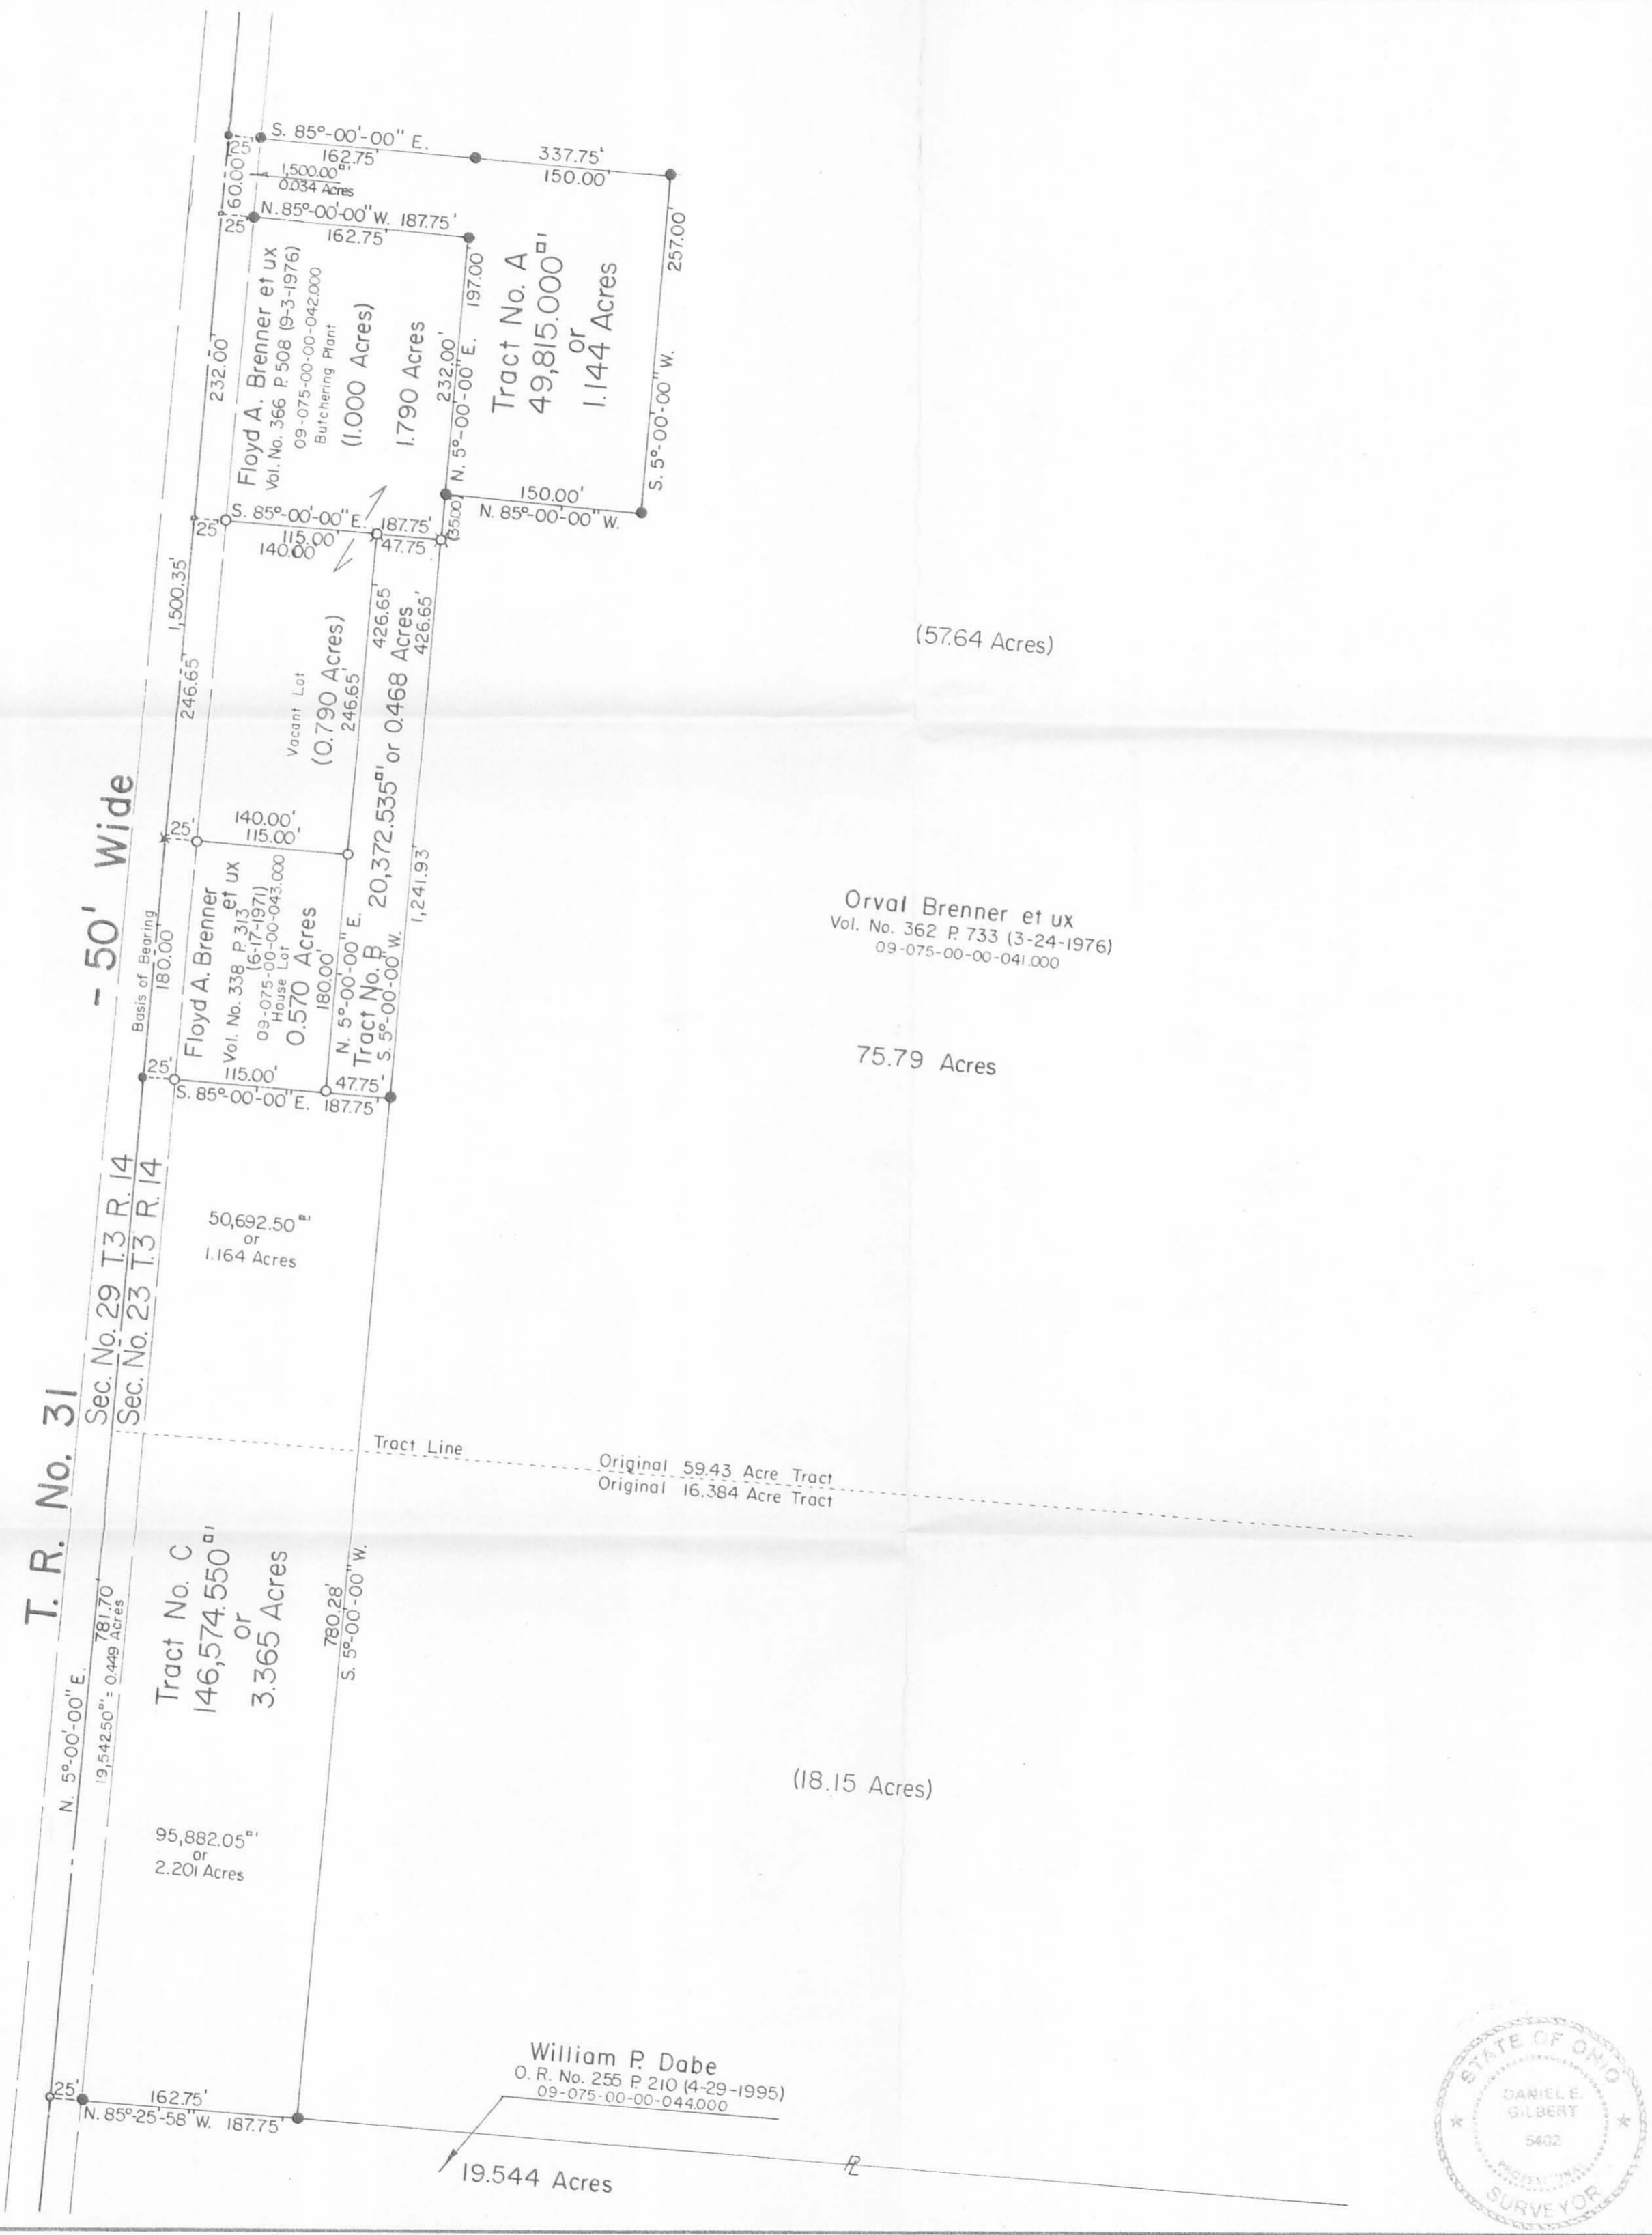 S. 85°-00'-00" E.
25'
162.75'
337.75'
150.00'
60.00'
1,500.00▫'
0.034 Acres
N. 85°-00'-00" W. 187.75'
25'
162.75'
257.00'
S. 5°-00'-00" W.
Tract No. A
49,815.000▫'
or
1.144 Acres
197.00'
232.00'
N. 5°-00'-00" E.
232.00'
Floyd A. Brenner et ux
Vol. No. 366 P. 508 (9-3-1976)
09-075-00-00-042.000
Butchering Plant
(1.000 Acres)
1.790 Acres
150.00'
N. 85°-00'-00" W.
(35.00')
S. 85°-00'-00" E. 187.75'
25'
115.00'
47.75
140.00'
1,500.35'
246.65'
Vacant Lot
(0.790 Acres)
246.65'
426.65'
426.65'
(57.64 Acres)
T. R. No. 31 - 50' Wide
25'
140.00'
115.00'
1,241.93'
Basis of Bearing
180.00'
Floyd A. Brenner
et ux
Vol. No. 338 P. 313
(6-17-1971)
09-075-00-00-043.000
House Lot
0.570 Acres
180.00'
N. 5°-00'-00" E.
Tract No. B 20,372.535▫' or 0.468 Acres
S. 5°-00'-00" W.
Orval Brenner et ux
Vol. No. 362 P. 733 (3-24-1976)
09-075-00-00-041.000
75.79 Acres
25'
115.00'
47.75'
S. 85°-00'-00" E. 187.75'
Sec. No. 29 T.3 R. 14
Sec. No. 23 T.3 R. 14
50,692.50▫'
or
1.164 Acres
Tract Line
Original 59.43 Acre Tract
Original 16.384 Acre Tract
N. 5°-00'-00" E.
781.70'
19,542.50▫' = 0.449 Acres
Tract No. C
146,574.550▫'
or
3.365 Acres
780.28'
S. 5°-00'-00" W.
(18.15 Acres)
95,882.05▫'
or
2.201 Acres
25'
162.75'
N. 85°-25'-58" W. 187.75'
William P. Dabe
O. R. No. 255 P. 210 (4-29-1995)
09-075-00-00-044.000
19.544 Acres
PL
STATE OF OHIO
DANIEL E.
GILBERT
5402
PROFESSIONAL
SURVEYOR